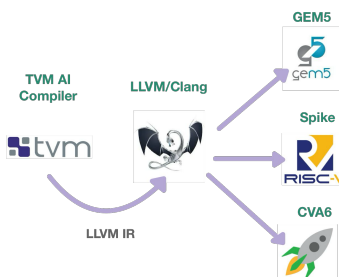 GEM5
gem5
TVM AI
Compiler
LLVM/Clang
tvm
Spike
RISC-V
CVA6
LLVM IR